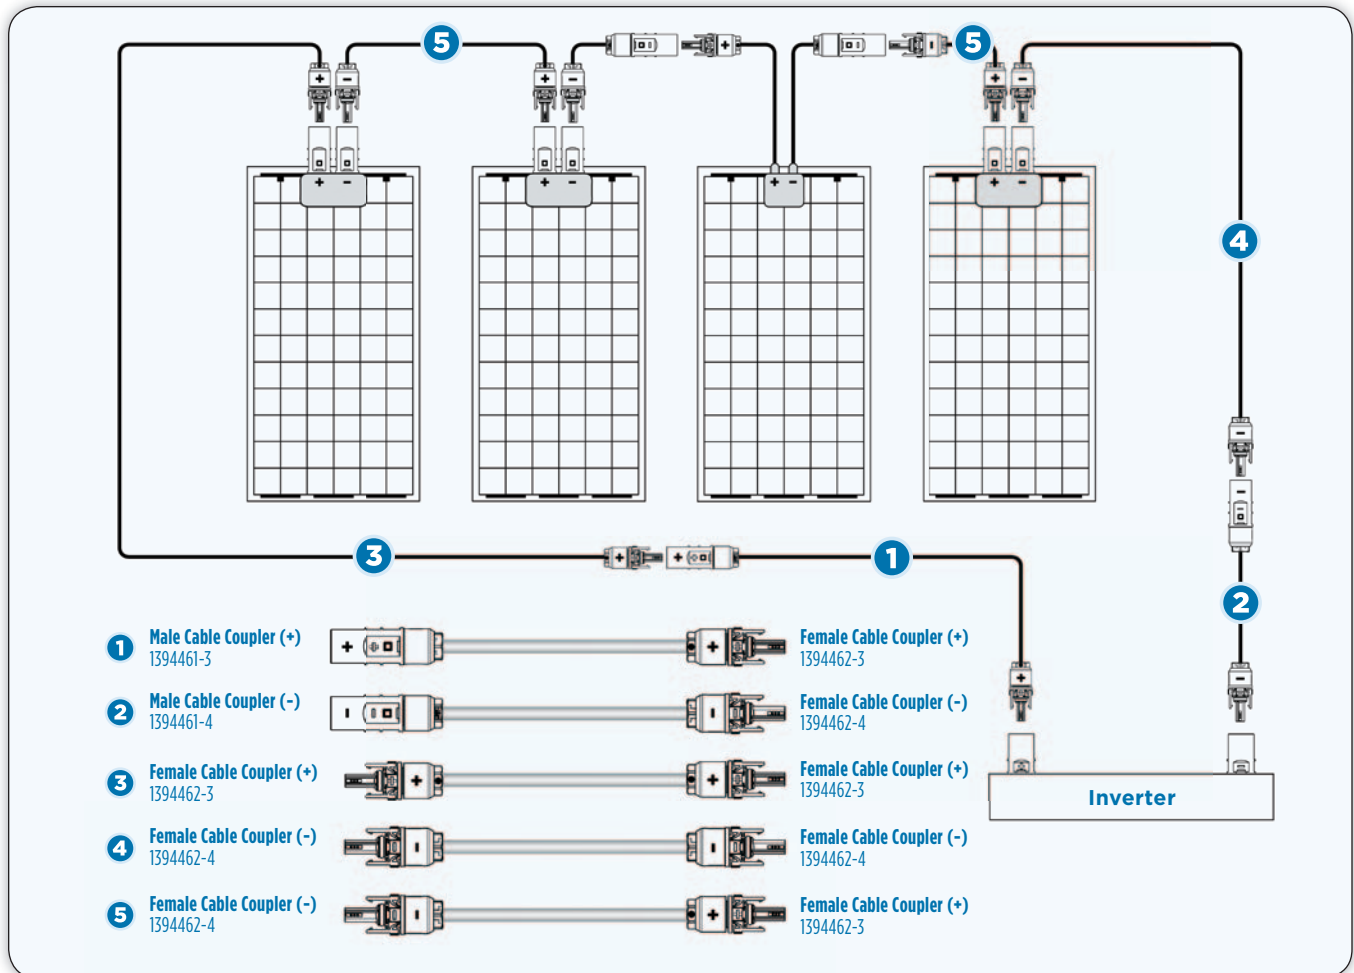 5
5
+ - + - + - + -
+ - + - + - + -
4
-
-
3
+ + 1
2
+ -
Inverter
1 Male Cable Coupler (+)
1394461-3
+ +
Female Cable Coupler (+)
1394462-3
2 Male Cable Coupler (-)
1394461-4
- -
Female Cable Coupler (-)
1394462-4
3 Female Cable Coupler (+)
1394462-3
+ +
Female Cable Coupler (+)
1394462-3
4 Female Cable Coupler (-)
1394462-4
- -
Female Cable Coupler (-)
1394462-4
5 Female Cable Coupler (-)
1394462-4
- +
Female Cable Coupler (+)
1394462-3